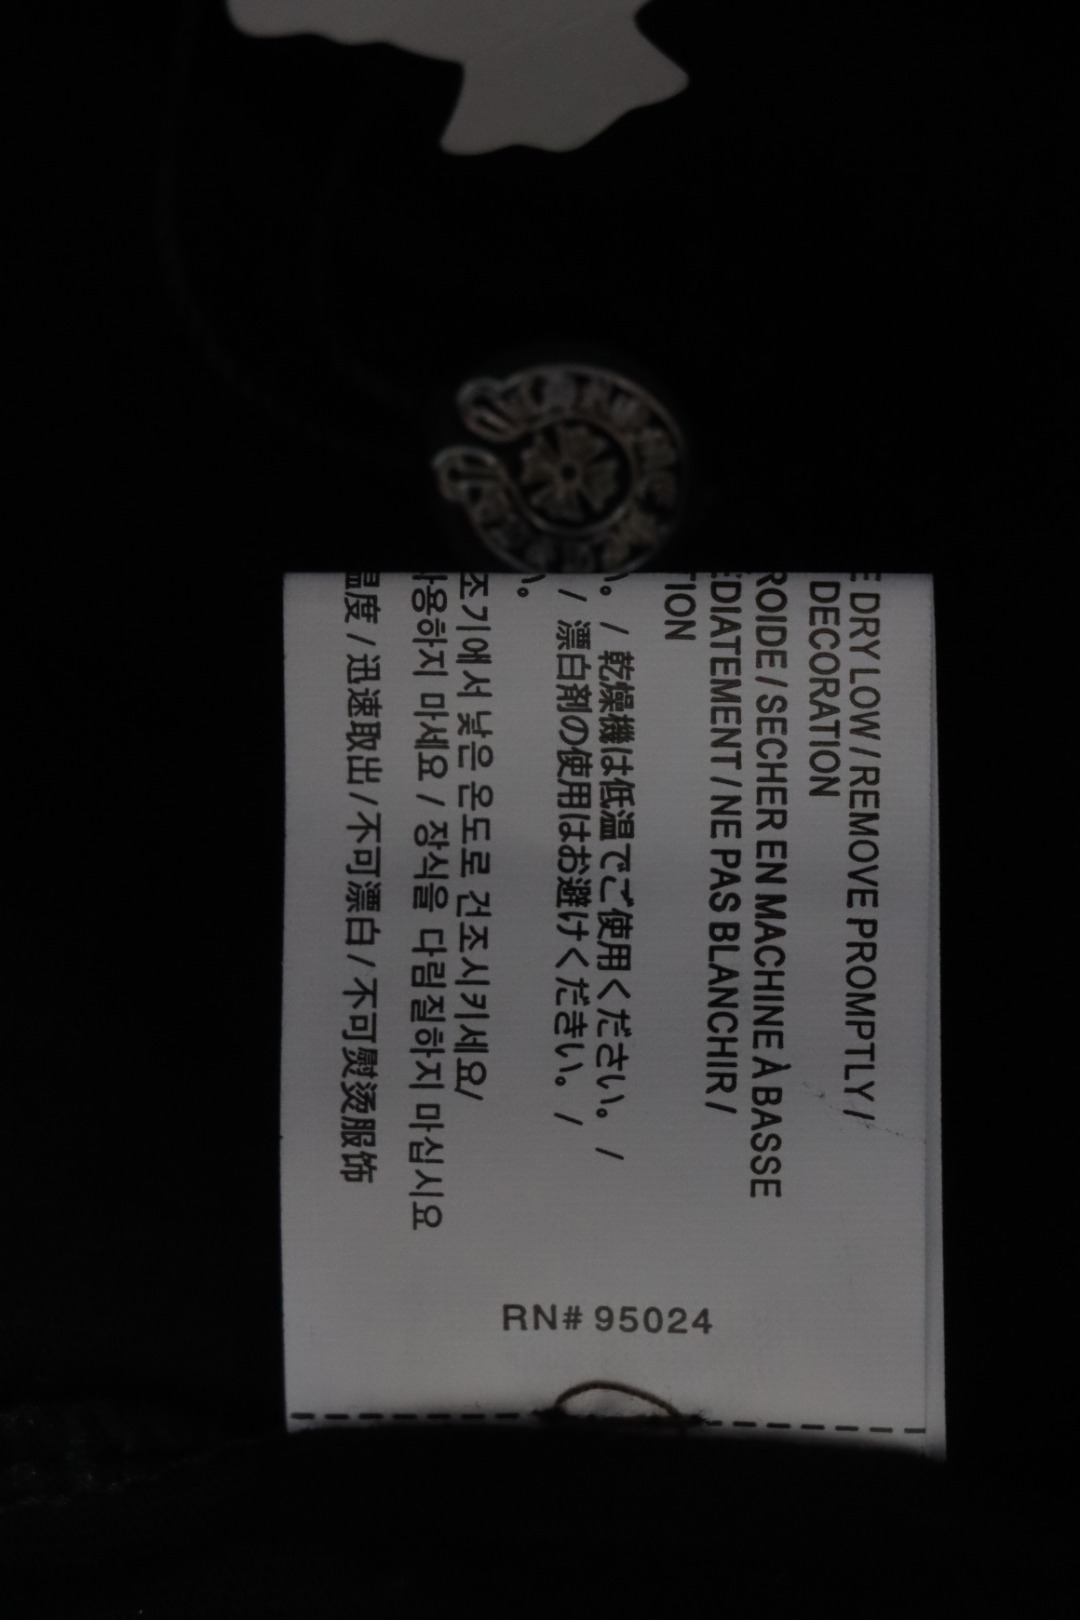 DRY LOW / REMOVE PROMPTLY /
DECORATION
ROIDE / SECHER EN MACHINE À BASSE
DIATEMENT / NE PAS BLANCHIR /
TION
。 / 乾燥機は低温でご使用ください。 /
/ 漂白剤の使用はお避けください。 /
。
조기에서 낮은 온도로 건조시키세요/
사용하지 마세요 / 장식을 다림질하지 마십시요
温度 / 迅速取出 / 不可漂白 / 不可熨烫服饰
RN# 95024